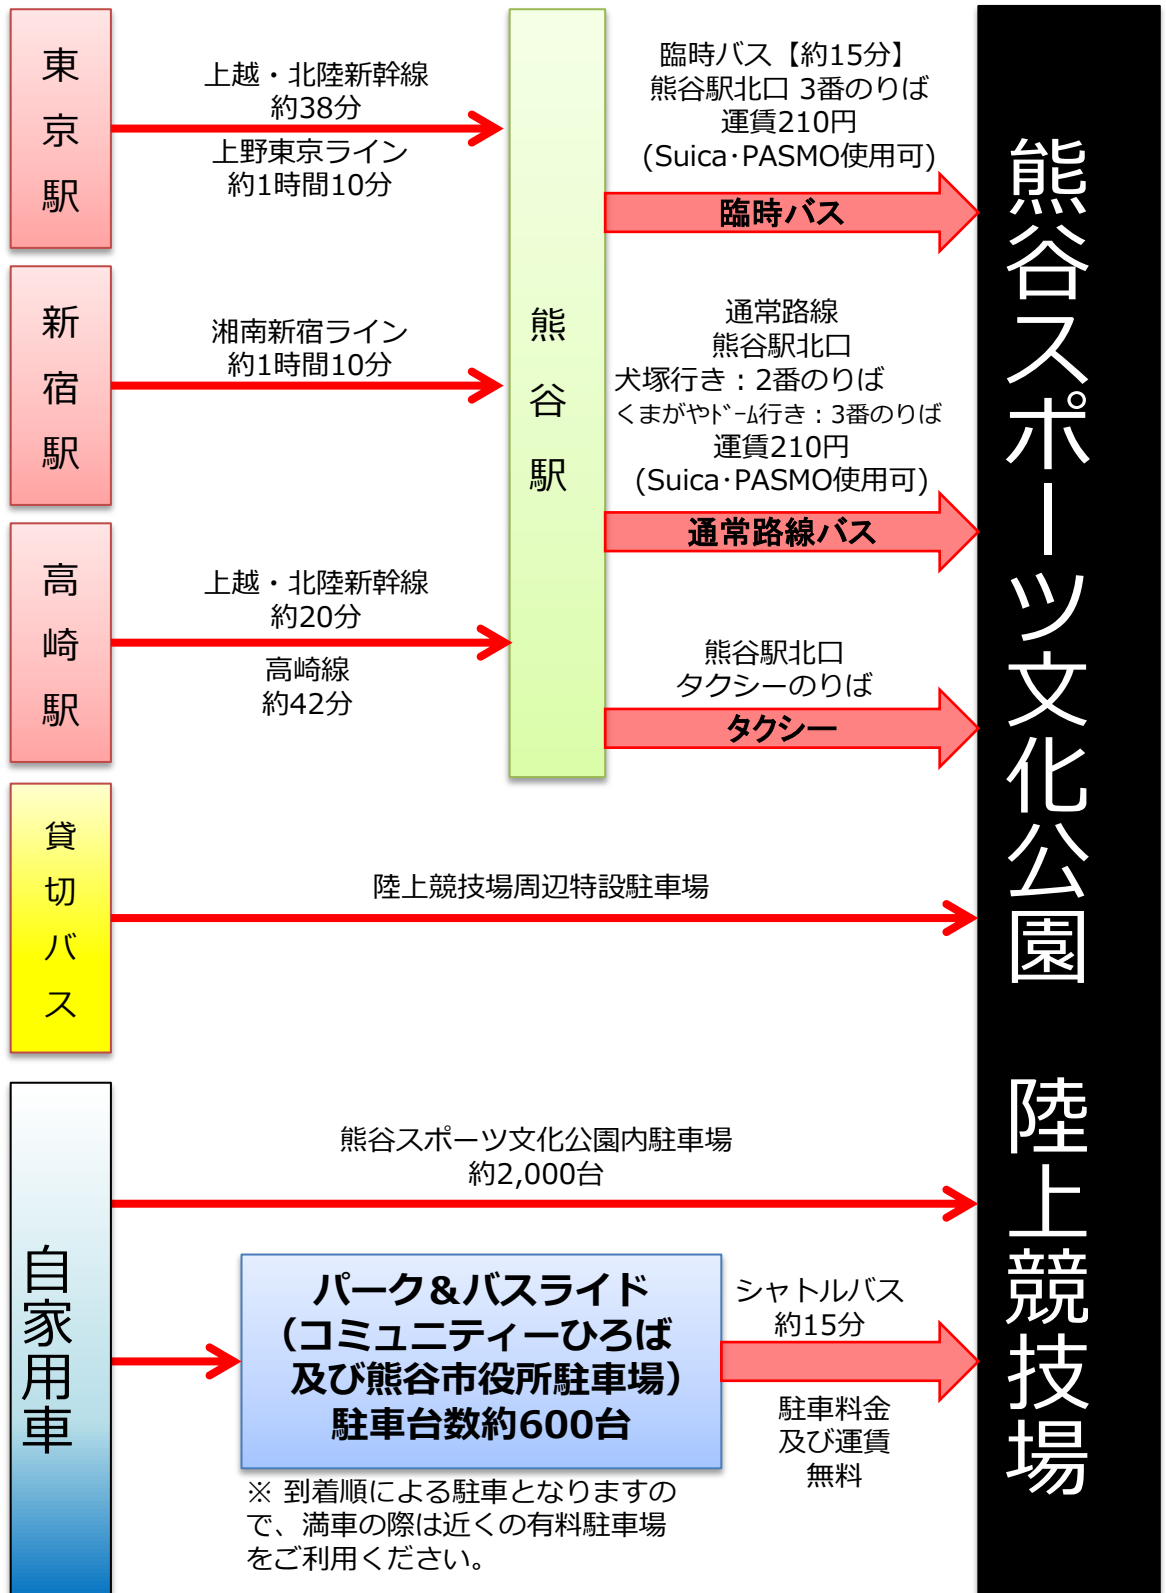 東京駅
上越・北陸新幹線
約38分
上野東京ライン
約1時間10分
新宿駅
湘南新宿ライン
約1時間10分
高崎駅
上越・北陸新幹線
約20分
高崎線
約42分
熊谷駅
臨時バス【約15分】
熊谷駅北口 3番のりば
運賃210円
(Suica･PASMO使用可)
臨時バス
通常路線
熊谷駅北口
犬塚行き：2番のりば
くまがやﾄﾞｰﾑ行き：3番のりば
運賃210円
(Suica･PASMO使用可)
通常路線バス
熊谷駅北口
タクシーのりば
タクシー
貸切バス
陸上競技場周辺特設駐車場
自家用車
熊谷スポーツ文化公園内駐車場
約2,000台
パーク＆バスライド
（コミュニティーひろば
及び熊谷市役所駐車場）
駐車台数約600台
シャトルバス
約15分
駐車料金
及び運賃
無料
※ 到着順による駐車となりますの
で、満車の際は近くの有料駐車場
をご利用ください。
熊谷スポーツ文化公園　陸上競技場